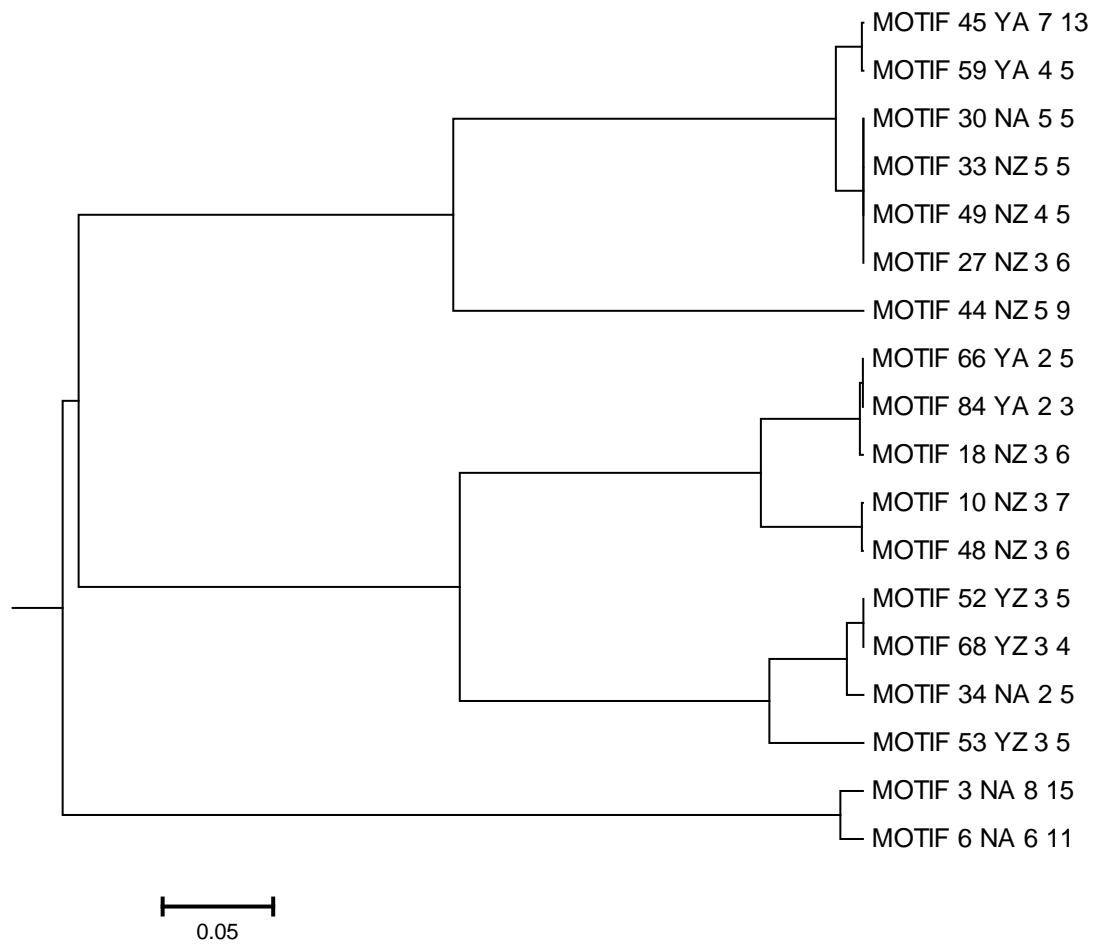 MOTIF 45 YA 7 13
MOTIF 59 YA 4 5
MOTIF 30 NA 5 5
MOTIF 33 NZ 5 5
MOTIF 49 NZ 4 5
MOTIF 27 NZ 3 6
MOTIF 44 NZ 5 9
MOTIF 66 YA 2 5
MOTIF 84 YA 2 3
MOTIF 18 NZ 3 6
MOTIF 10 NZ 3 7
MOTIF 48 NZ 3 6
MOTIF 52 YZ 3 5
MOTIF 68 YZ 3 4
MOTIF 34 NA 2 5
MOTIF 53 YZ 3 5
MOTIF 3 NA 8 15
MOTIF 6 NA 6 11
0.05